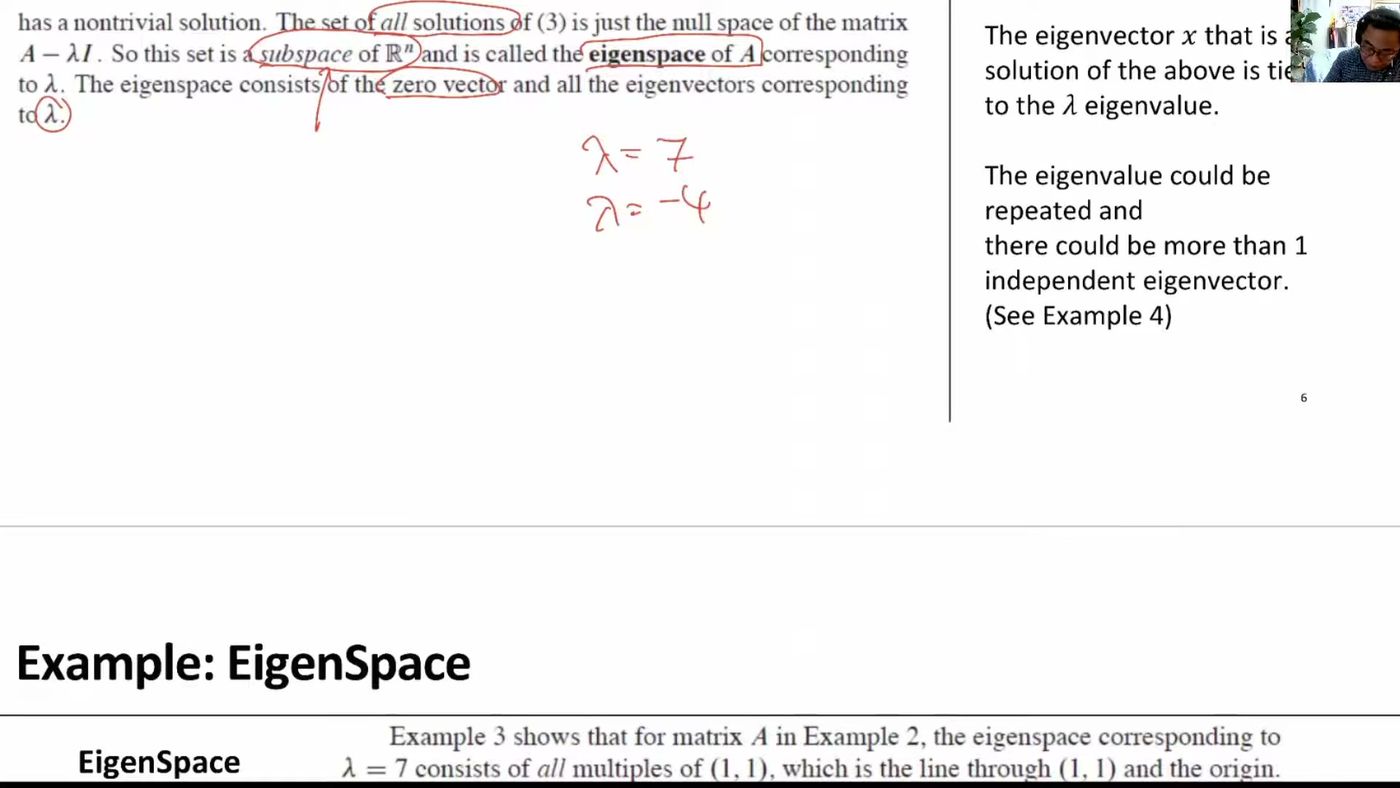 has a nontrivial solution. The set of all solutions of (3) is just the null space of the matrix
A − λI. So this set is a subspace of ℝⁿ and is called the eigenspace of A corresponding
to λ. The eigenspace consists of the zero vector and all the eigenvectors corresponding
to λ.
λ = 7
λ = -4
The eigenvector x that is a
solution of the above is tie
to the λ eigenvalue.
The eigenvalue could be
repeated and
there could be more than 1
independent eigenvector.
(See Example 4)
6
Example: EigenSpace
EigenSpace
Example 3 shows that for matrix A in Example 2, the eigenspace corresponding to
λ = 7 consists of all multiples of (1, 1), which is the line through (1, 1) and the origin.